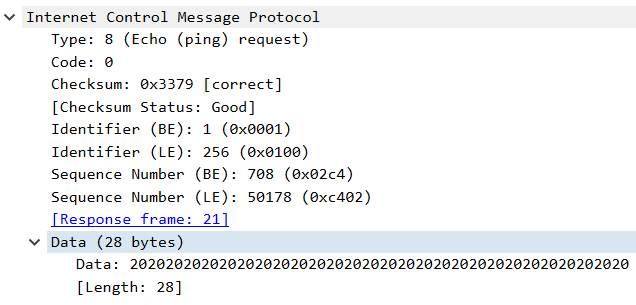 Internet Control Message Protocol
Type: 8 (Echo (ping) request)
Code: 0
Checksum: 0x3379 [correct]
[Checksum Status: Good]
Identifier (BE): 1 (0x0001)
Identifier (LE): 256 (0x0100)
Sequence Number (BE): 708 (0x02c4)
Sequence Number (LE): 50178 (0xc402)
[Response frame: 21]
Data (28 bytes)
Data: 20202020202020202020202020202020202020202020202020202020
[Length: 28]